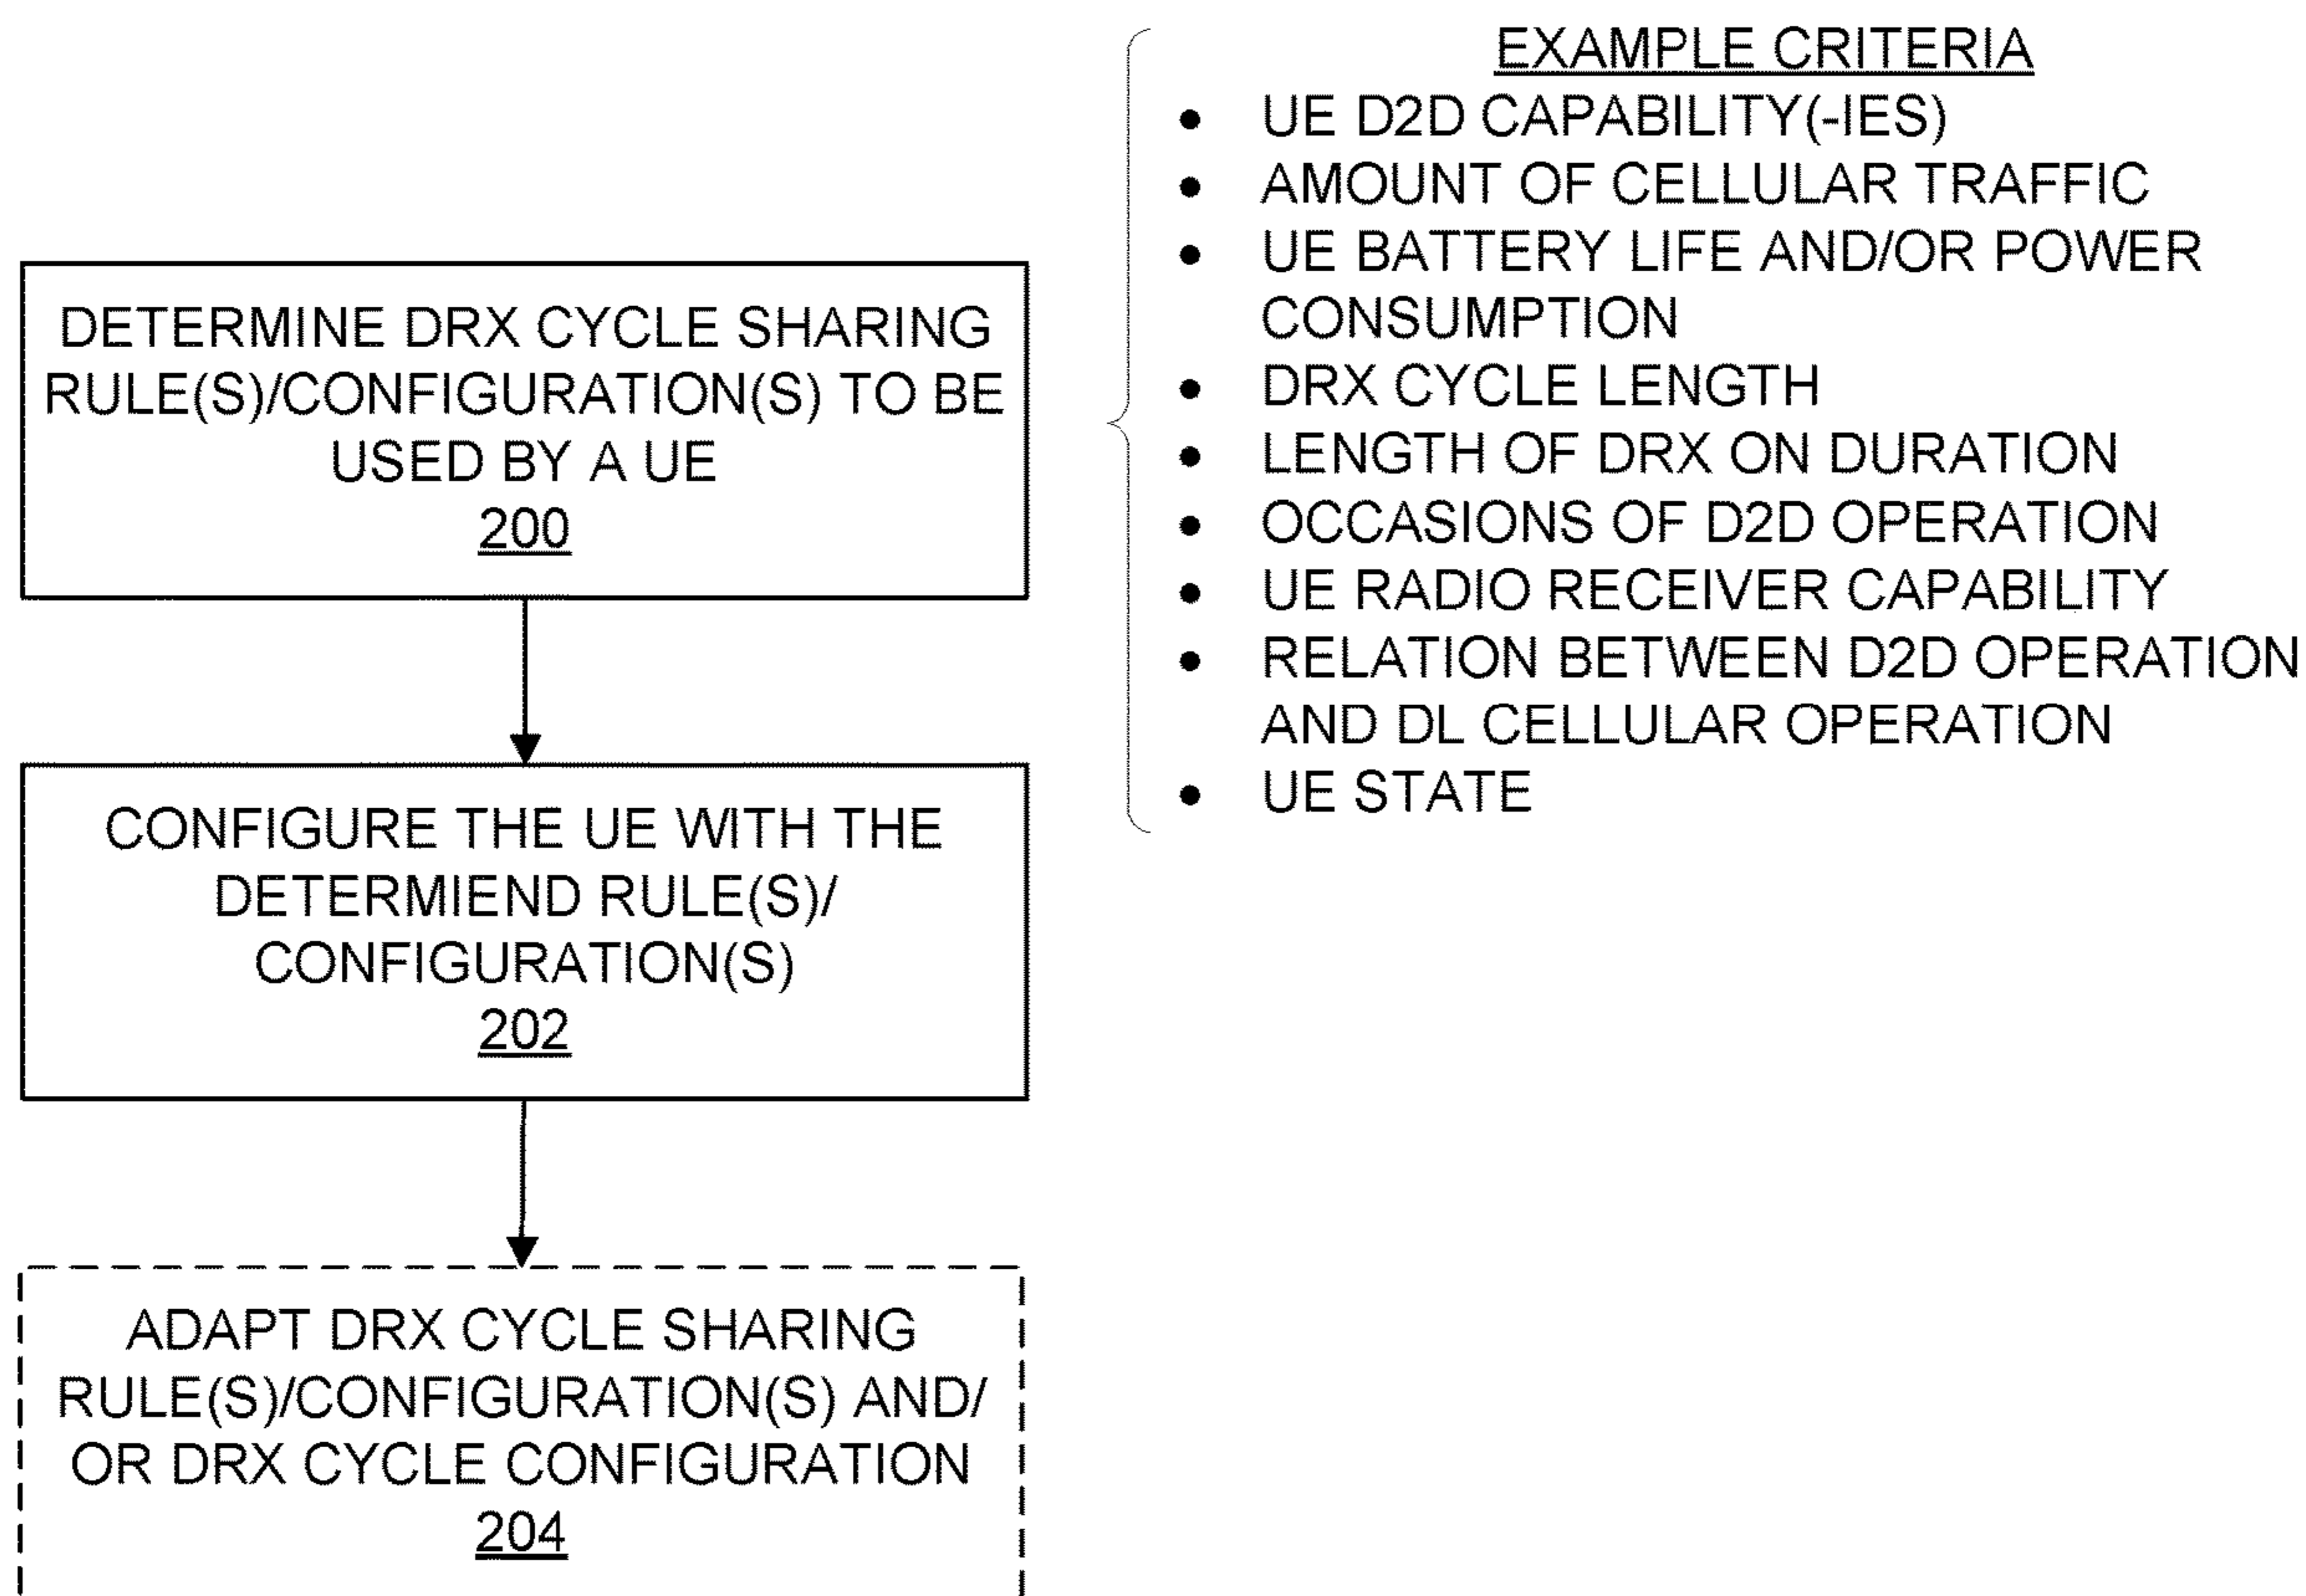 DETERMINE DRX CYCLE SHARING
RULE(S)/CONFIGURATION(S) TO BE
USED BY A UE
200
EXAMPLE CRITERIA
● UE D2D CAPABILITY(-IES)
● AMOUNT OF CELLULAR TRAFFIC
● UE BATTERY LIFE AND/OR POWER
CONSUMPTION
● DRX CYCLE LENGTH
● LENGTH OF DRX ON DURATION
● OCCASIONS OF D2D OPERATION
● UE RADIO RECEIVER CAPABILITY
● RELATION BETWEEN D2D OPERATION
AND DL CELLULAR OPERATION
● UE STATE
CONFIGURE THE UE WITH THE
DETERMIEND RULE(S)/
CONFIGURATION(S)
202
ADAPT DRX CYCLE SHARING
RULE(S)/CONFIGURATION(S) AND/
OR DRX CYCLE CONFIGURATION
204